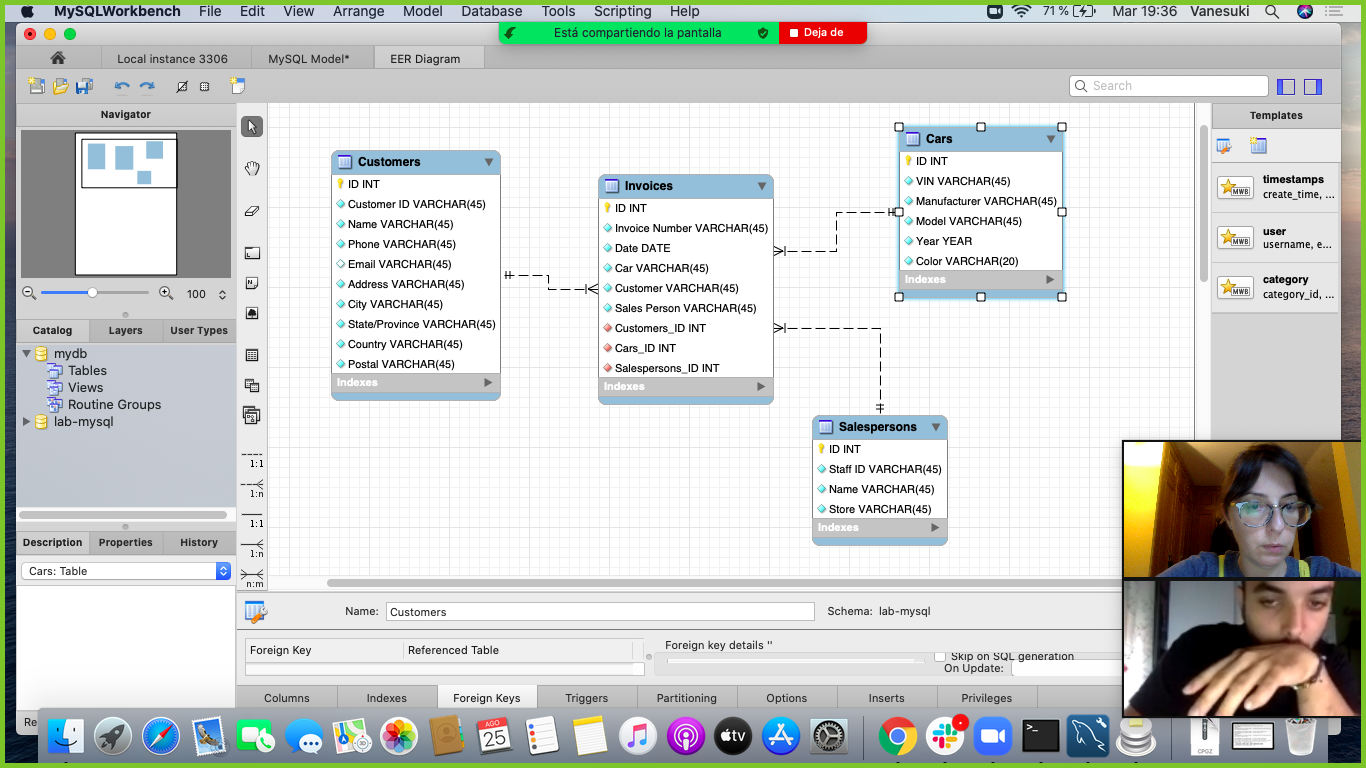 MySQLWorkbench File Edit View Arrange Model Database Tools Scripting Help 71 % Mar 19:36 Vanesuki
Está compartiendo la pantalla Deja de
Local instance 3306 MySQL Model* EER Diagram
Search
Navigator
100
Catalog Layers User Types
mydb
Tables
Views
Routine Groups
lab-mysql
Description Properties History
Cars: Table
Re
1:1
1:n
1:1
1:n
n:m
Customers
ID INT
Customer ID VARCHAR(45)
Name VARCHAR(45)
Phone VARCHAR(45)
Email VARCHAR(45)
Address VARCHAR(45)
City VARCHAR(45)
State/Province VARCHAR(45)
Country VARCHAR(45)
Postal VARCHAR(45)
Indexes
Invoices
ID INT
Invoice Number VARCHAR(45)
Date DATE
Car VARCHAR(45)
Customer VARCHAR(45)
Sales Person VARCHAR(45)
Customers_ID INT
Cars_ID INT
Salespersons_ID INT
Indexes
Cars
ID INT
VIN VARCHAR(45)
Manufacturer VARCHAR(45)
Model VARCHAR(45)
Year YEAR
Color VARCHAR(20)
Indexes
Salespersons
ID INT
Staff ID VARCHAR(45)
Name VARCHAR(45)
Store VARCHAR(45)
Indexes
Templates
timestamps
create_time, ...
user
username, e...
category
category_id, ...
Name: Customers Schema: lab-mysql
Foreign Key Referenced Table
Foreign key details ''
Skip on SQL generation
On Update:
Columns Indexes Foreign Keys Triggers Partitioning Options Inserts Privileges
AGO
25
tv
CPGZ